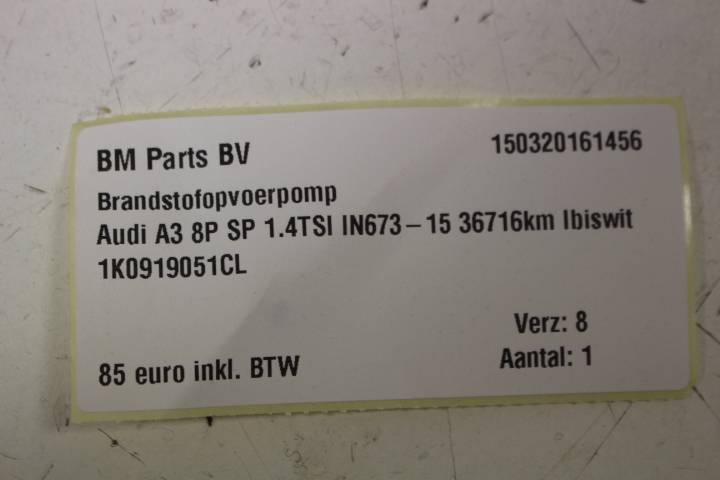 BM Parts BV 150320161456
Brandstofopvoerpomp
Audi A3 8P SP 1.4TSI IN673-15 36716km Ibiswit
1K0919051CL
Verz: 8
85 euro inkl. BTW Aantal: 1